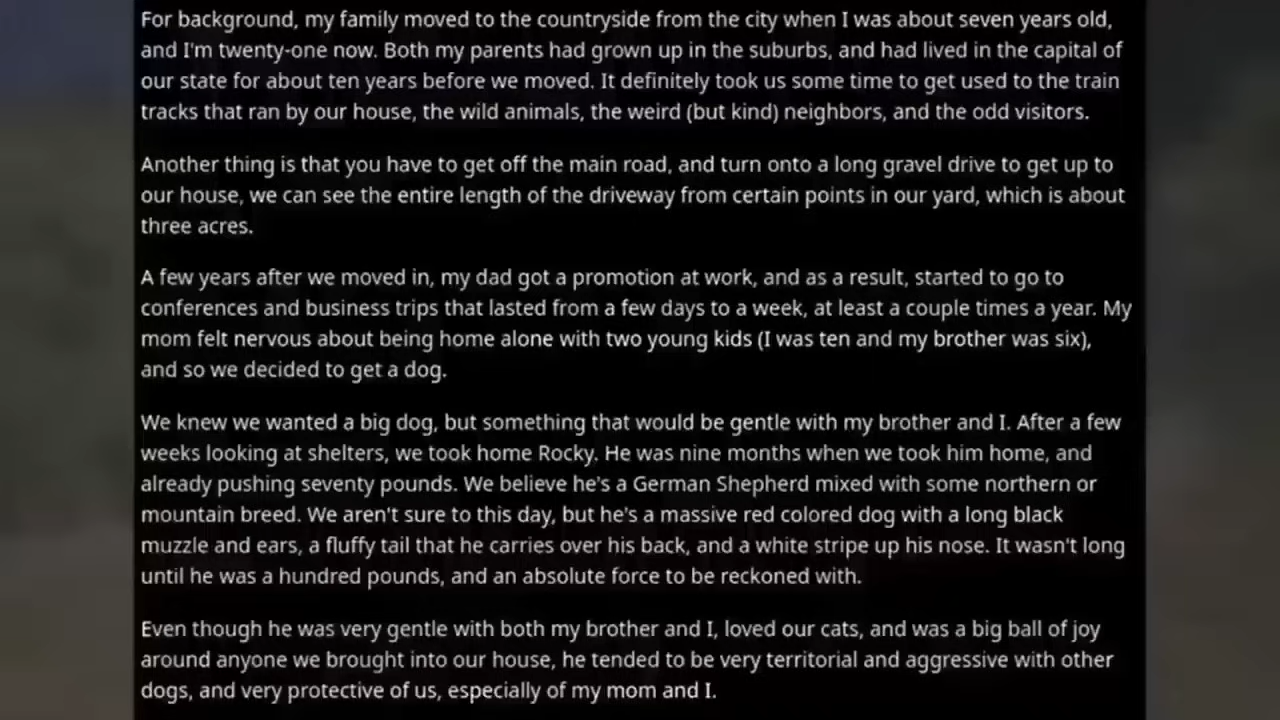 For background, my family moved to the countryside from the city when I was about seven years old,
and I'm twenty-one now. Both my parents had grown up in the suburbs, and had lived in the capital of
our state for about ten years before we moved. It definitely took us some time to get used to the train
tracks that ran by our house, the wild animals, the weird (but kind) neighbors, and the odd visitors.
Another thing is that you have to get off the main road, and turn onto a long gravel drive to get up to
our house, we can see the entire length of the driveway from certain points in our yard, which is about
three acres.
A few years after we moved in, my dad got a promotion at work, and as a result, started to go to
conferences and business trips that lasted from a few days to a week, at least a couple times a year. My
mom felt nervous about being home alone with two young kids (I was ten and my brother was six),
and so we decided to get a dog.
We knew we wanted a big dog, but something that would be gentle with my brother and I. After a few
weeks looking at shelters, we took home Rocky. He was nine months when we took him home, and
already pushing seventy pounds. We believe he's a German Shepherd mixed with some northern or
mountain breed. We aren't sure to this day, but he's a massive red colored dog with a long black
muzzle and ears, a fluffy tail that he carries over his back, and a white stripe up his nose. It wasn't long
until he was a hundred pounds, and an absolute force to be reckoned with.
Even though he was very gentle with both my brother and I, loved our cats, and was a big ball of joy
around anyone we brought into our house, he tended to be very territorial and aggressive with other
dogs, and very protective of us, especially of my mom and I.